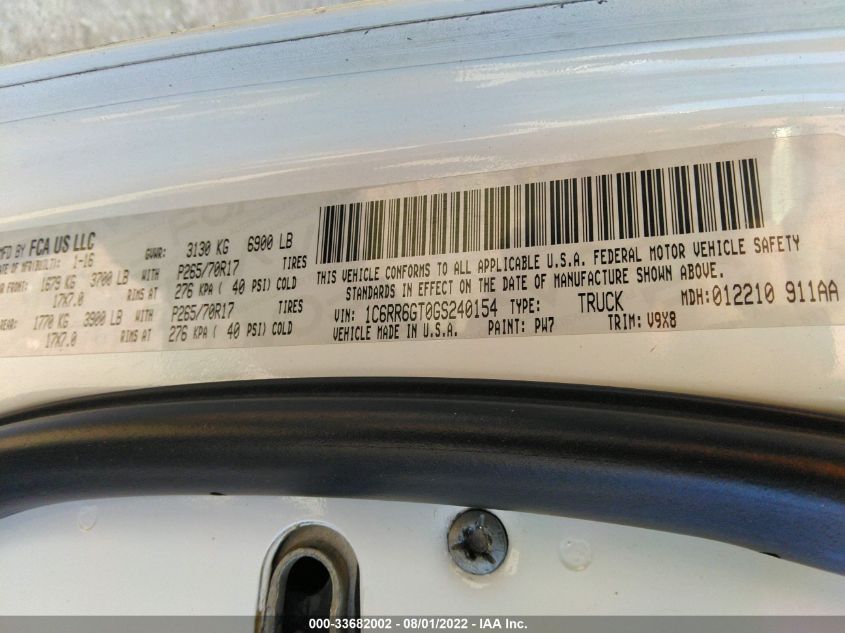 MFD BY FCA US LLC
DATE OF MFR(BUILT): 1-16 GVWR: 3130 KG 6900 LB
FRONT: 1679 KG 3700 LB WITH P265/70R17 TIRES
17X7.0 RIMS AT 276 KPA ( 40 PSI) COLD
REAR: 1770 KG 3900 LB WITH P265/70R17 TIRES
17X7.0 RIMS AT 276 KPA ( 40 PSI) COLD
THIS VEHICLE CONFORMS TO ALL APPLICABLE U.S.A. FEDERAL MOTOR VEHICLE SAFETY
STANDARDS IN EFFECT ON THE DATE OF MANUFACTURE SHOWN ABOVE.
VIN: 1C6RR6GT0GS240154 TYPE: TRUCK MDH:012210 911AA
VEHICLE MADE IN U.S.A. PAINT: PW7 TRIM: V9X8
000-33682002 - 08/01/2022 - IAA Inc.